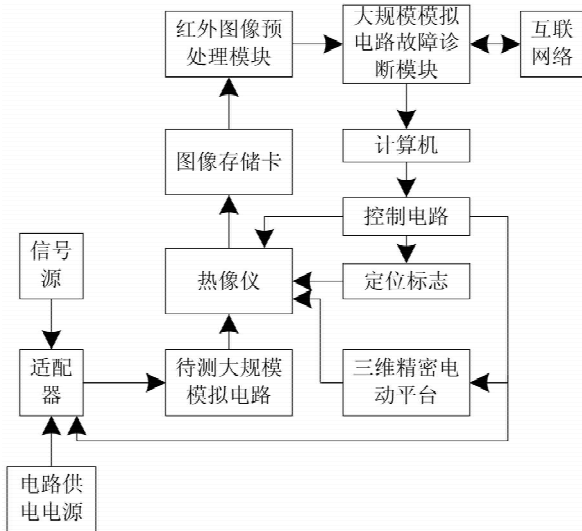 红外图像预
处理模块
大规模模拟
电路故障诊
断模块
互联
网络
图像存储卡
计算机
控制电路
信号
源
热像仪
定位标志
适配
器
待测大规模
模拟电路
三维精密电
动平台
电路供
电电源